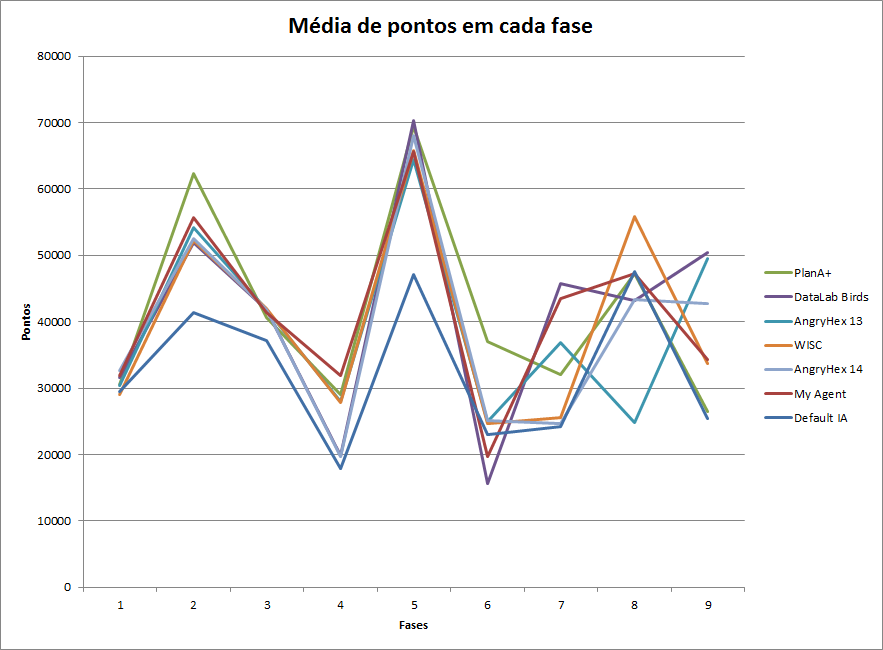 Média de pontos em cada fase
80000
70000
60000
50000
40000
30000
20000
10000
0
Pontos
1 2 3 4 5 6 7 8 9
Fases
PlanA+
DataLab Birds
AngryHex 13
WISC
AngryHex 14
My Agent
Default IA